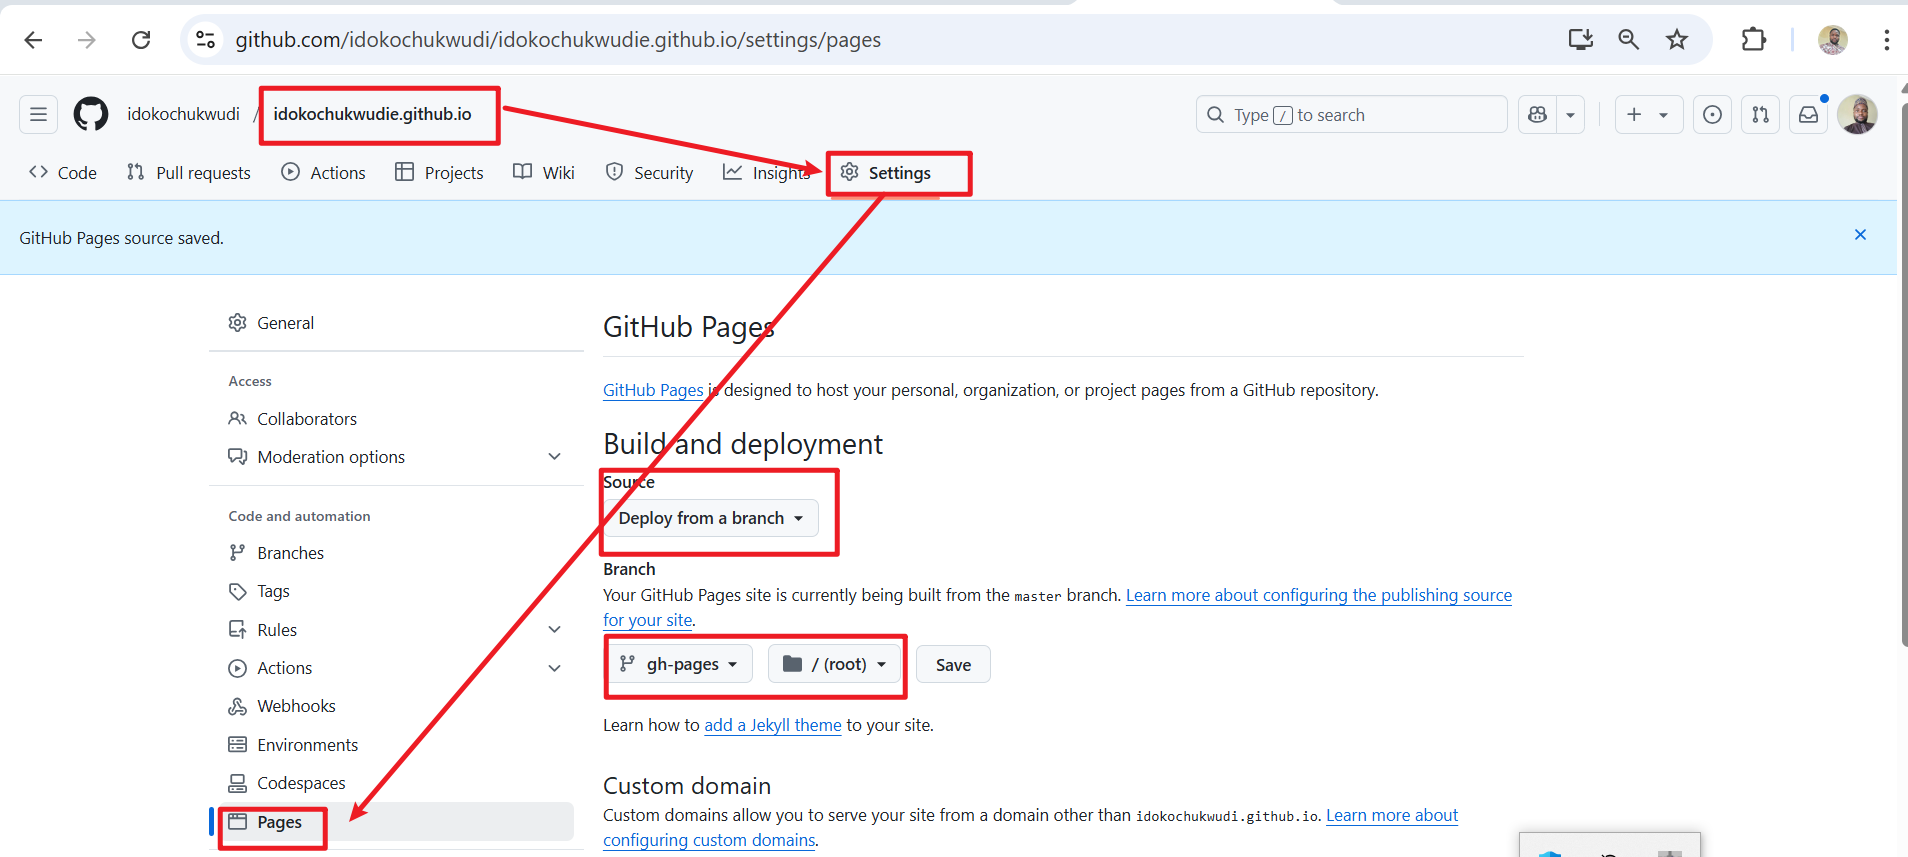 github.com/idokochukwudi/idokochukwudie.github.io/settings/pages
idokochukwudi / idokochukwudie.github.io
Type / to search
Code Pull requests Actions Projects Wiki Security Insights Settings
GitHub Pages source saved.
General
Access
Collaborators
Moderation options
Code and automation
Branches
Tags
Rules
Actions
Webhooks
Environments
Codespaces
Pages
GitHub Pages
GitHub Pages is designed to host your personal, organization, or project pages from a GitHub repository.
Build and deployment
Source
Deploy from a branch
Branch
Your GitHub Pages site is currently being built from the master branch. Learn more about configuring the publishing source
for your site.
gh-pages / (root) Save
Learn how to add a Jekyll theme to your site.
Custom domain
Custom domains allow you to serve your site from a domain other than idokochukwudi.github.io. Learn more about
configuring custom domains.